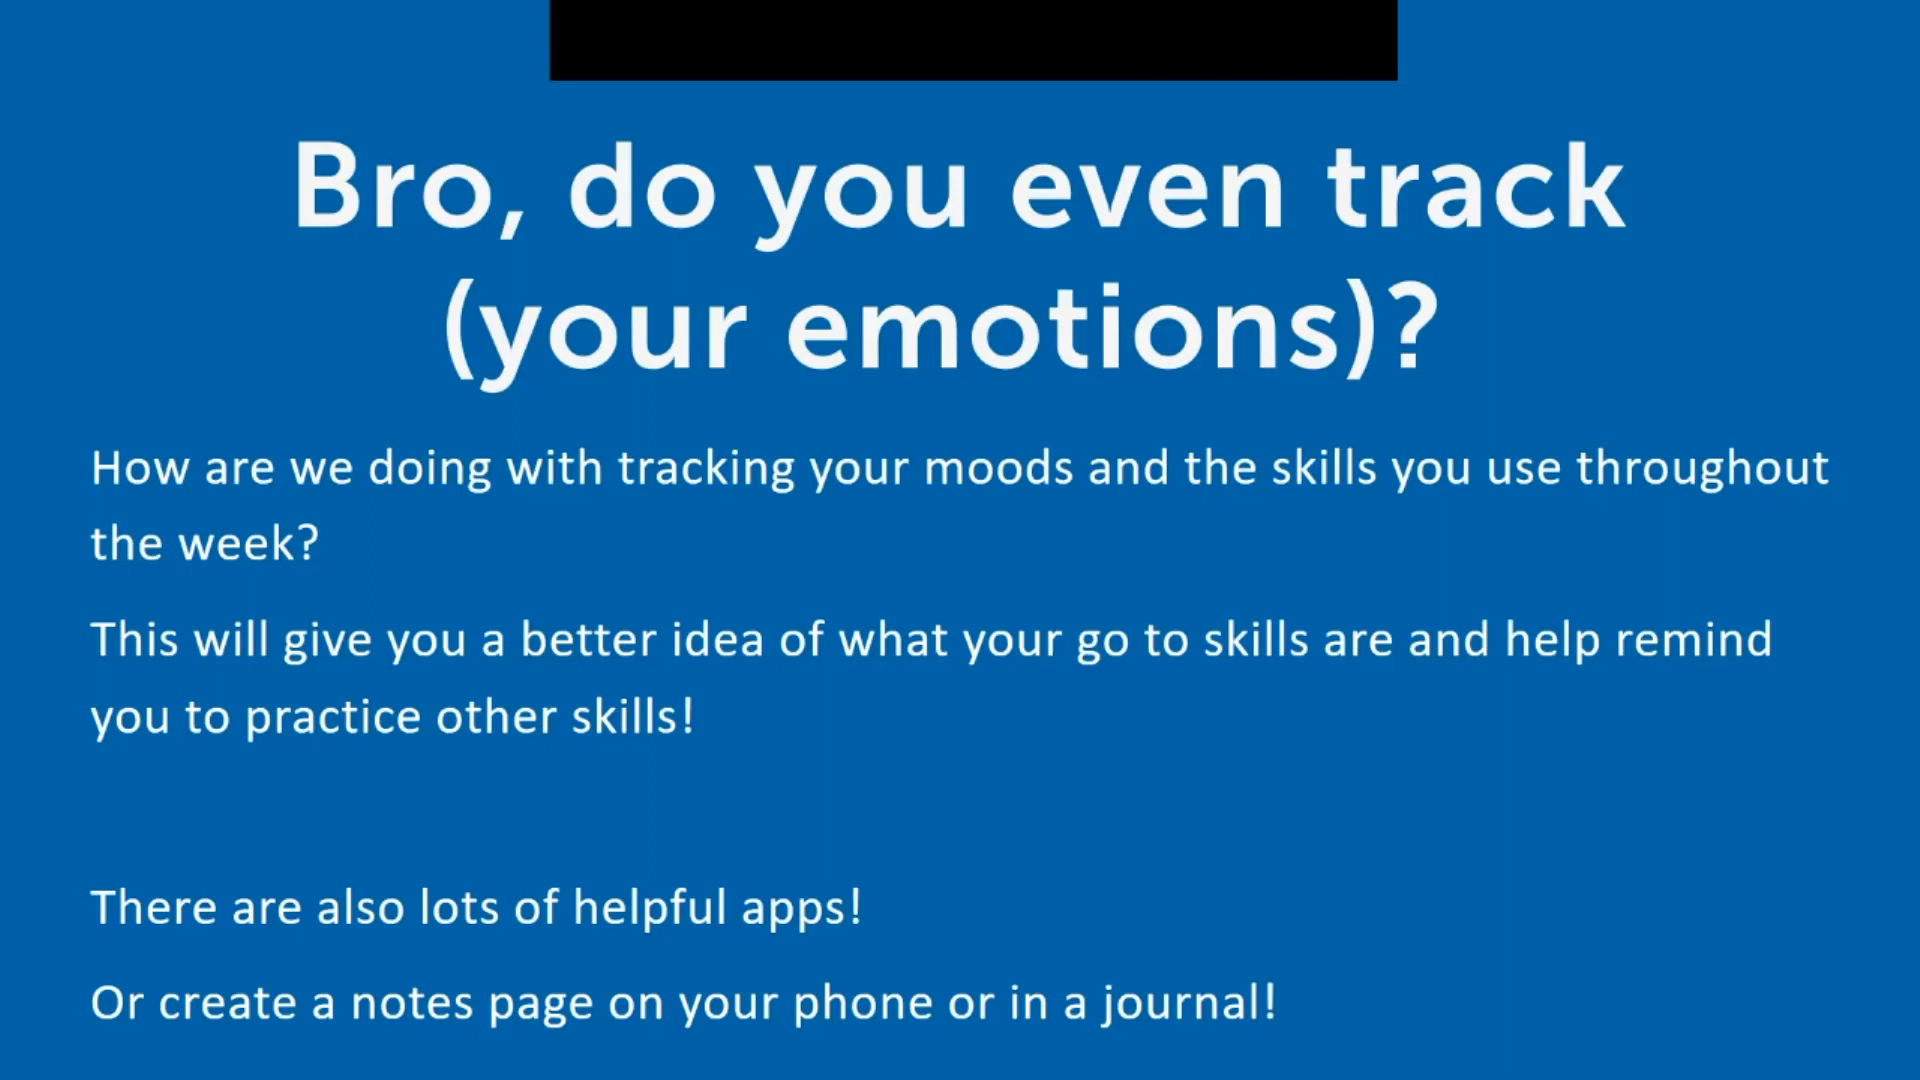 Bro, do you even track
(your emotions)?
How are we doing with tracking your moods and the skills you use throughout
the week?
This will give you a better idea of what your go to skills are and help remind
you to practice other skills!
There are also lots of helpful apps!
Or create a notes page on your phone or in a journal!